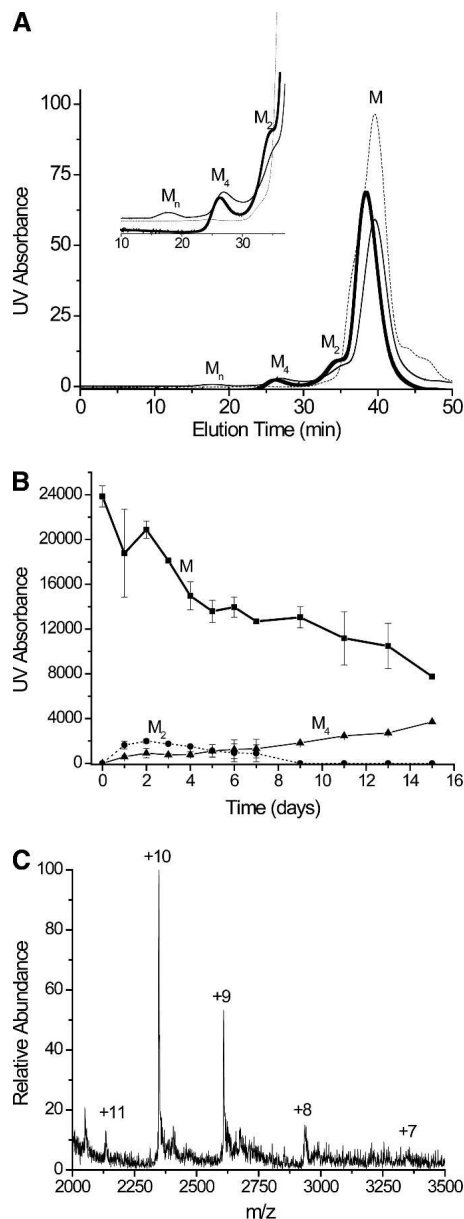 A
M
100
M₂
M₄
Mₙ
75
10 20 30
UV Absorbance
50
25
M₂
Mₙ
M₄
0
0 10 20 30 40 50
Elution Time (min)
B
24000
20000
M
16000
UV Absorbance
12000
8000
4000
M₂
M₄
0
0 2 4 6 8 10 12 14 16
Time (days)
C
+10
100
80
Relative Abundance
60
+9
40
20
+11
+8
+7
0
2000 2250 2500 2750 3000 3250 3500
m/z